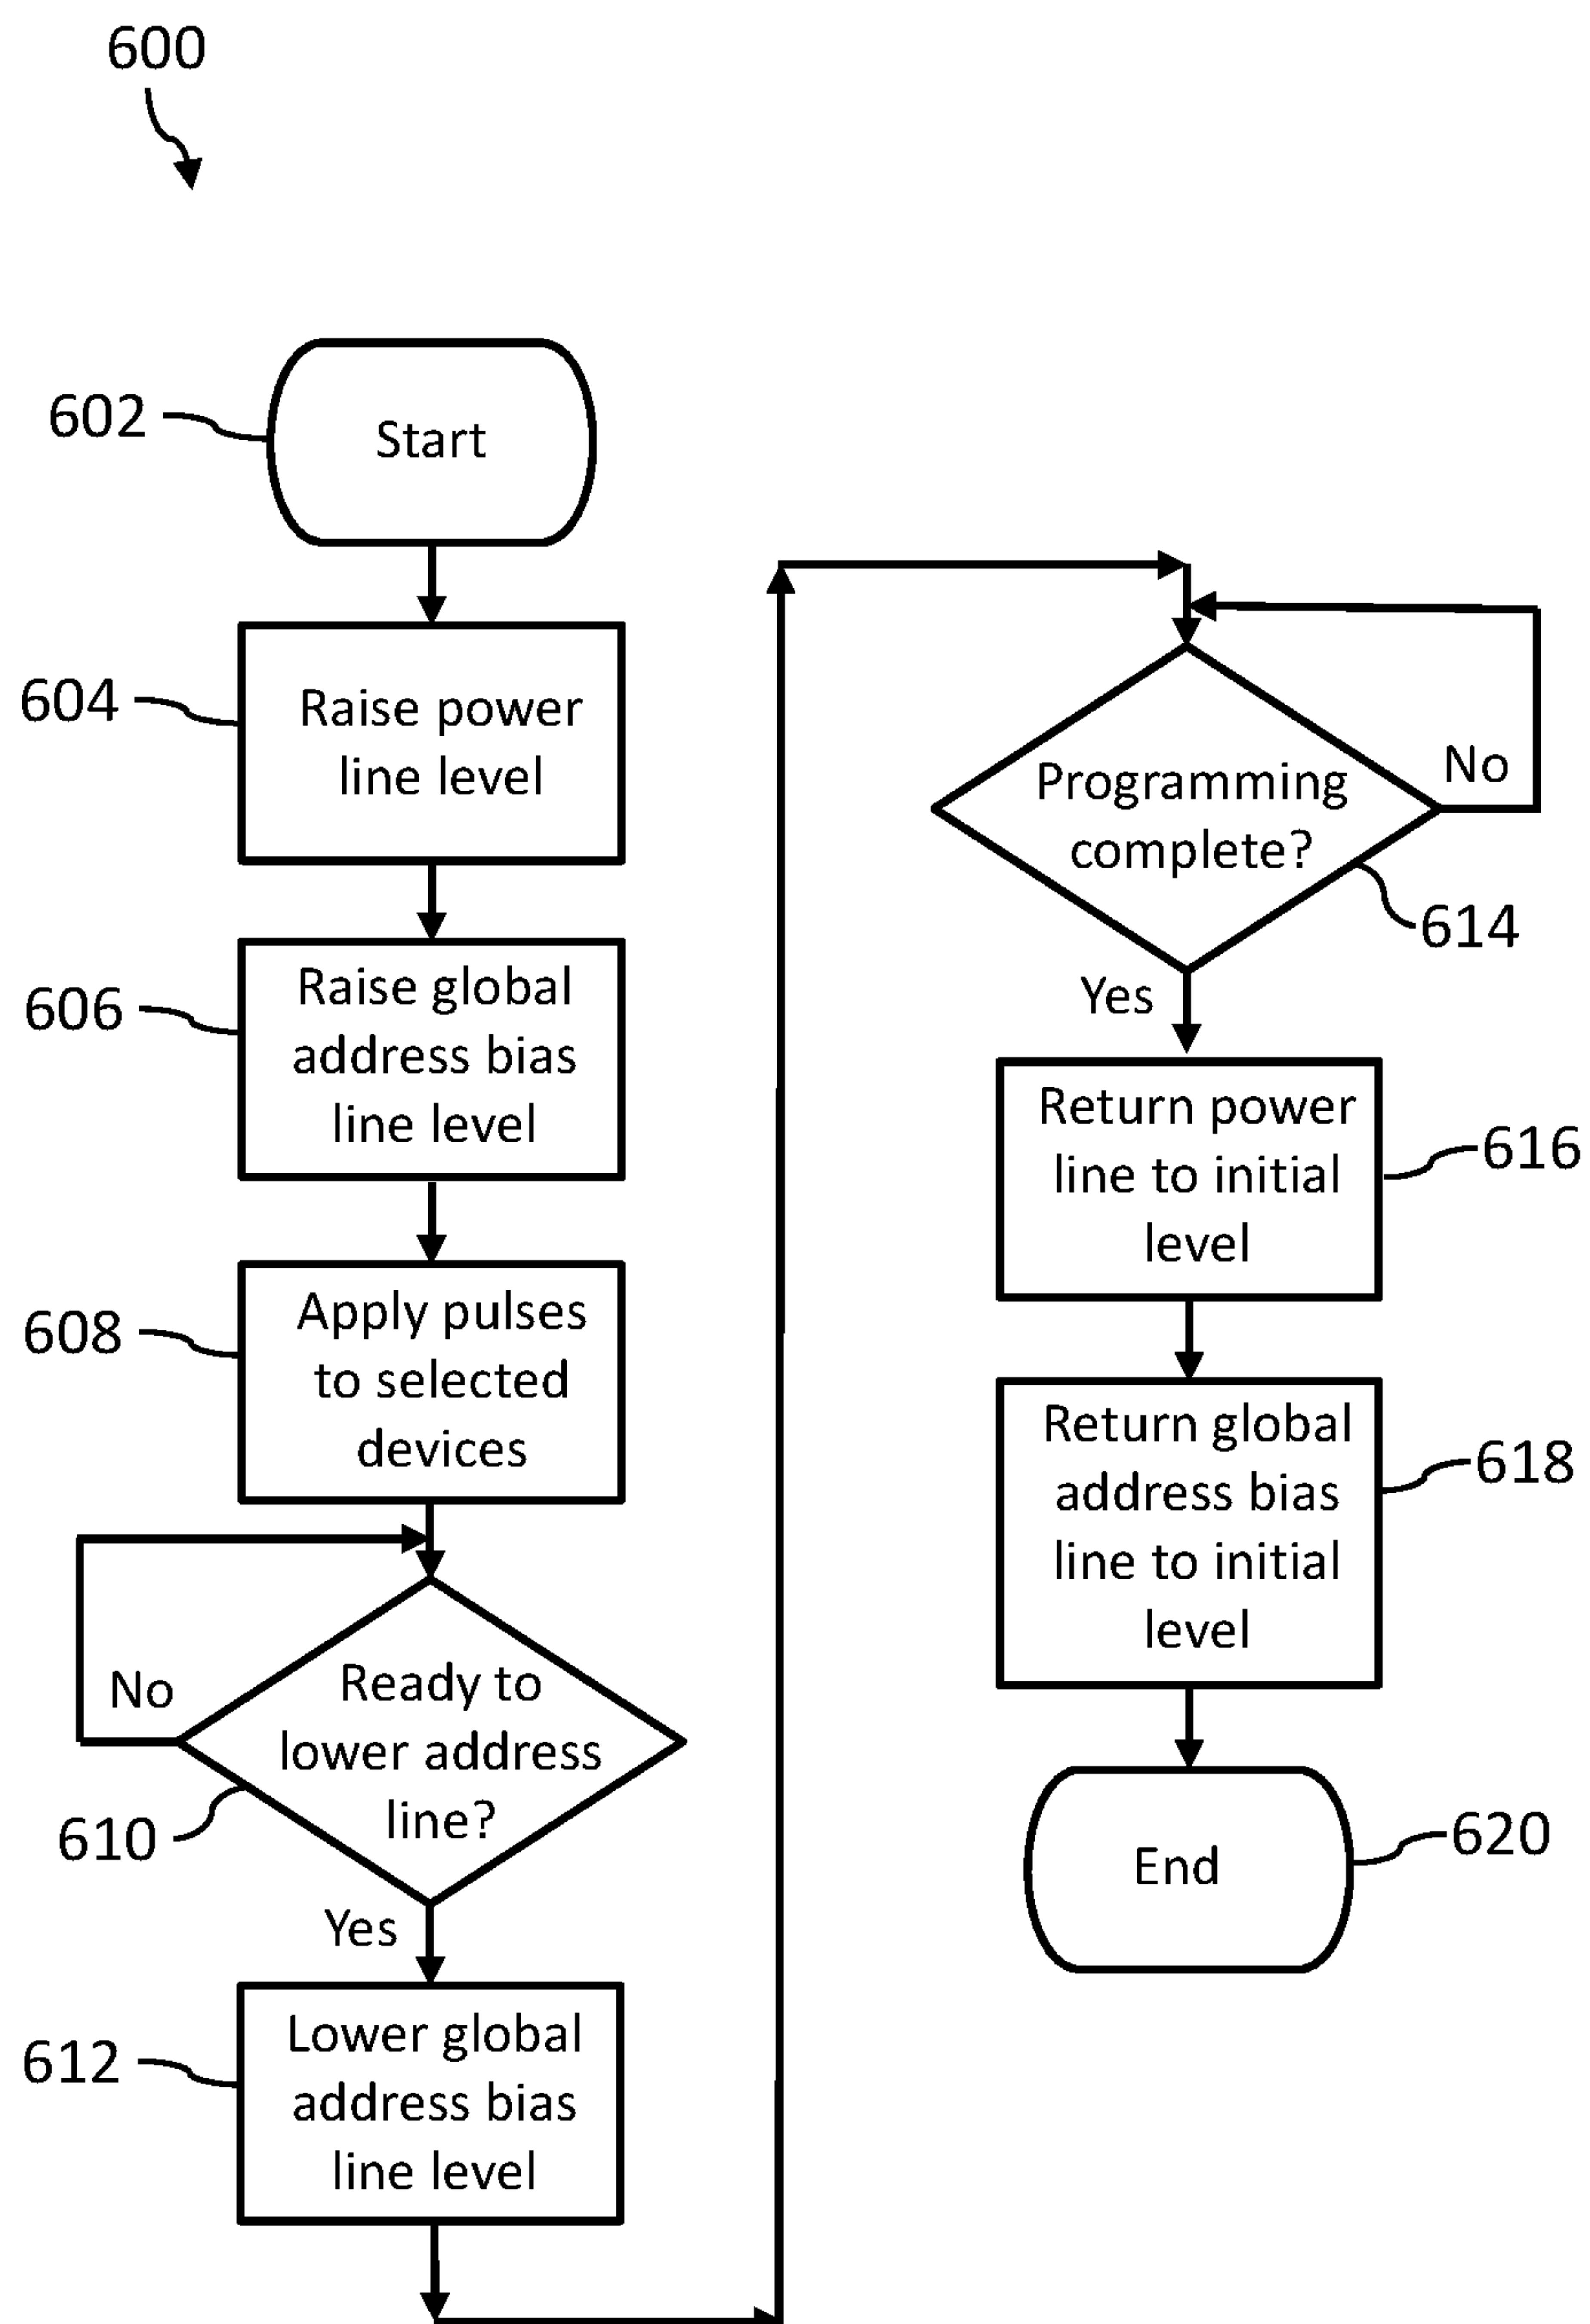 600
602
Start
604
Raise power
line level
606
Raise global
address bias
line level
608
Apply pulses
to selected
devices
No
Ready to
lower address
line?
610
Yes
612
Lower global
address bias
line level
Programming
complete?
No
614
Yes
Return power
line to initial
level
616
Return global
address bias
line to initial
level
618
End
620